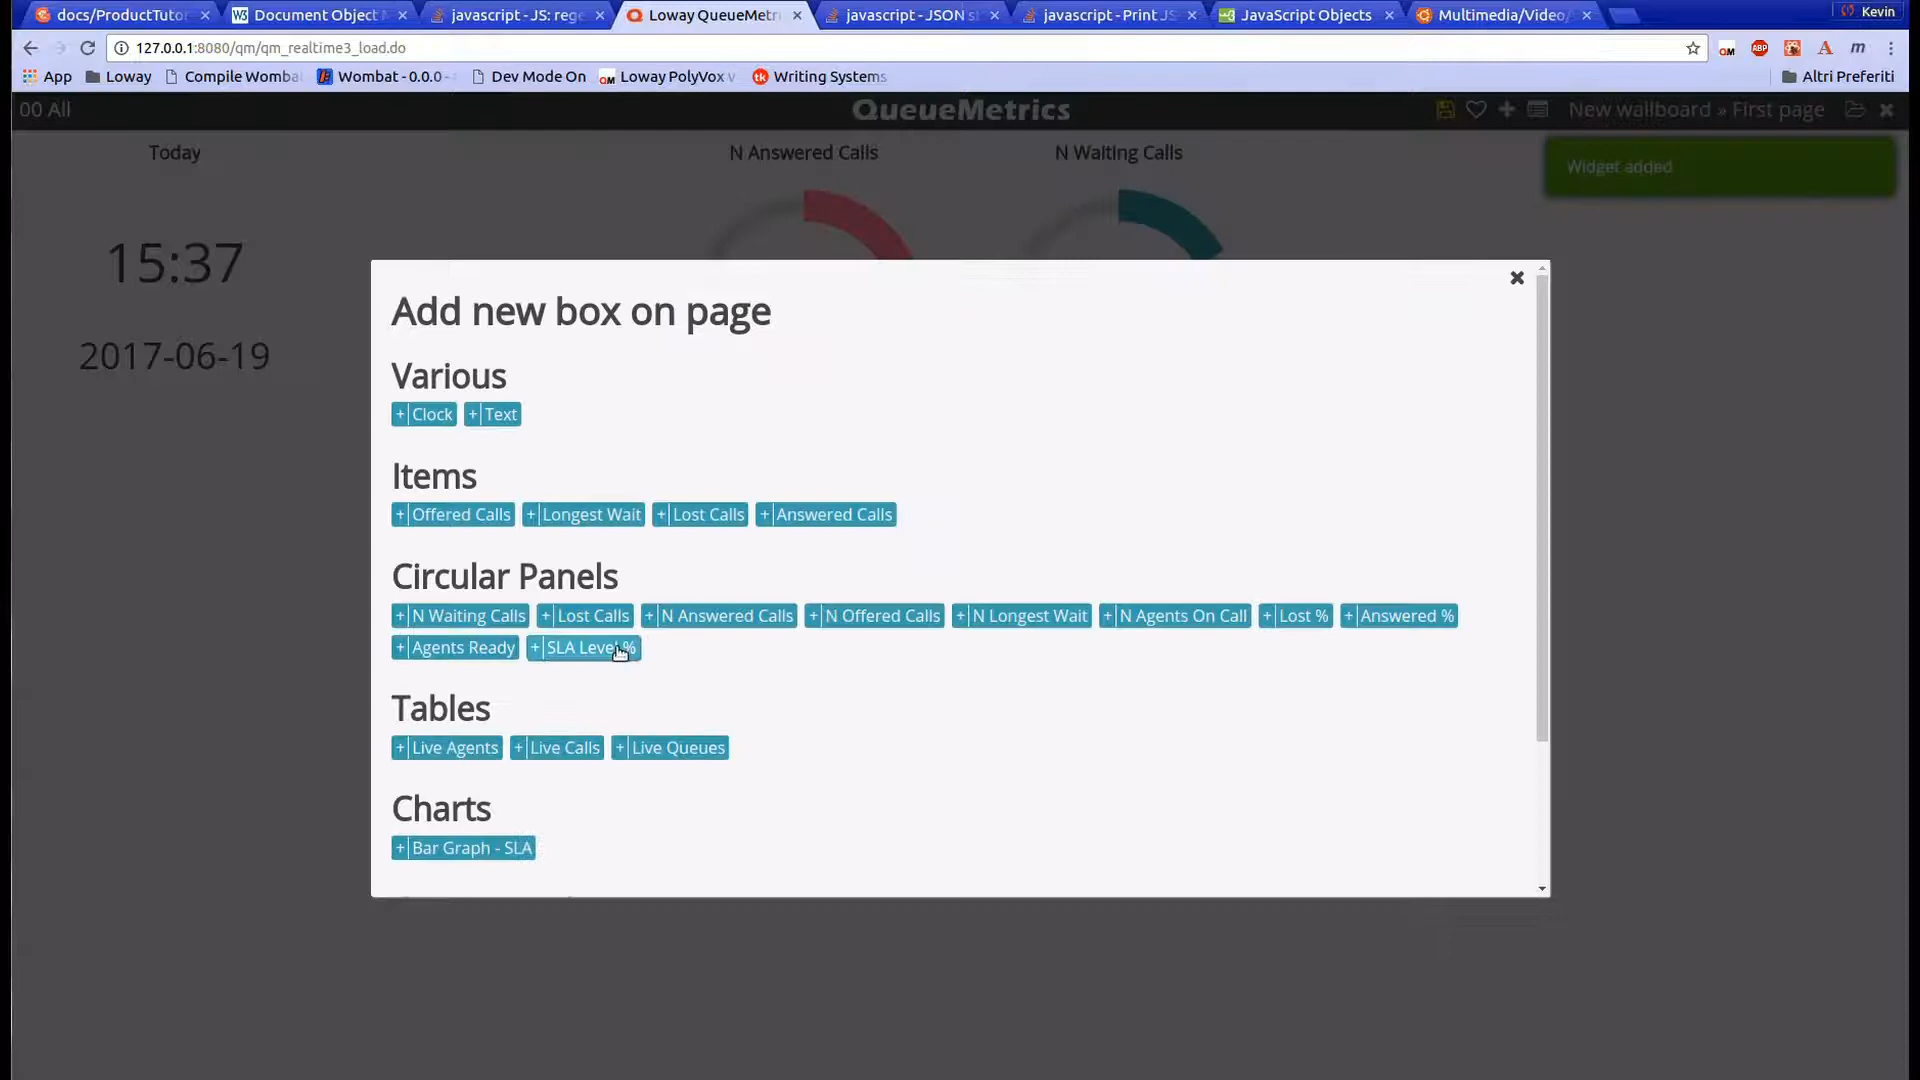 docs/ProductTuto
Document Object M
javascript - JS: rege
Loway QueueMetri
javascript - JSON s
javascript - Print JS
JavaScript Objects
Multimedia/Video/
Kevin
127.0.0.1:8080/qm/qm_realtime3_load.do
App
Loway
Compile Womba
Wombat - 0.0.0 -
Dev Mode On
Loway PolyVox v
Writing Systems
Altri Preferiti
00 All
QueueMetrics
New wallboard » First page
Today
N Answered Calls
N Waiting Calls
Widget added
15:37
2017-06-19
Add new box on page
Various
+ Clock + Text
Items
+ Offered Calls + Longest Wait + Lost Calls + Answered Calls
Circular Panels
+ N Waiting Calls + Lost Calls + N Answered Calls + N Offered Calls + N Longest Wait + N Agents On Call + Lost % + Answered %
+ Agents Ready + SLA Level %
Tables
+ Live Agents + Live Calls + Live Queues
Charts
+ Bar Graph - SLA